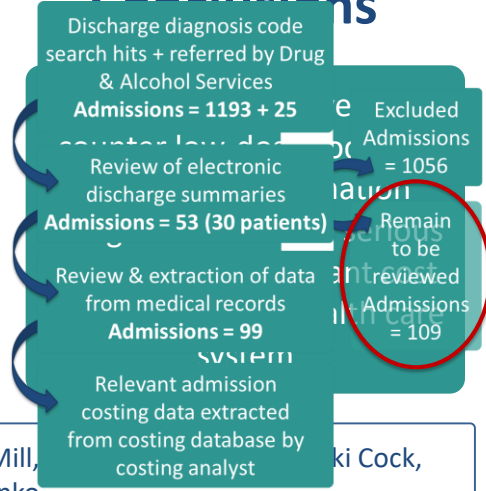 Discharge diagnosis code
search hits + referred by Drug
& Alcohol Services
Admissions = 1193 + 25
Excluded
Admissions
= 1056
Review of electronic
discharge summaries
Admissions = 53 (30 patients)
Remain
to be
reviewed
Admissions
= 109
Review & extraction of data
from medical records
Admissions = 99
system
Relevant admission
costing data extracted
from costing database by
costing analyst
Mill, ki Cock,